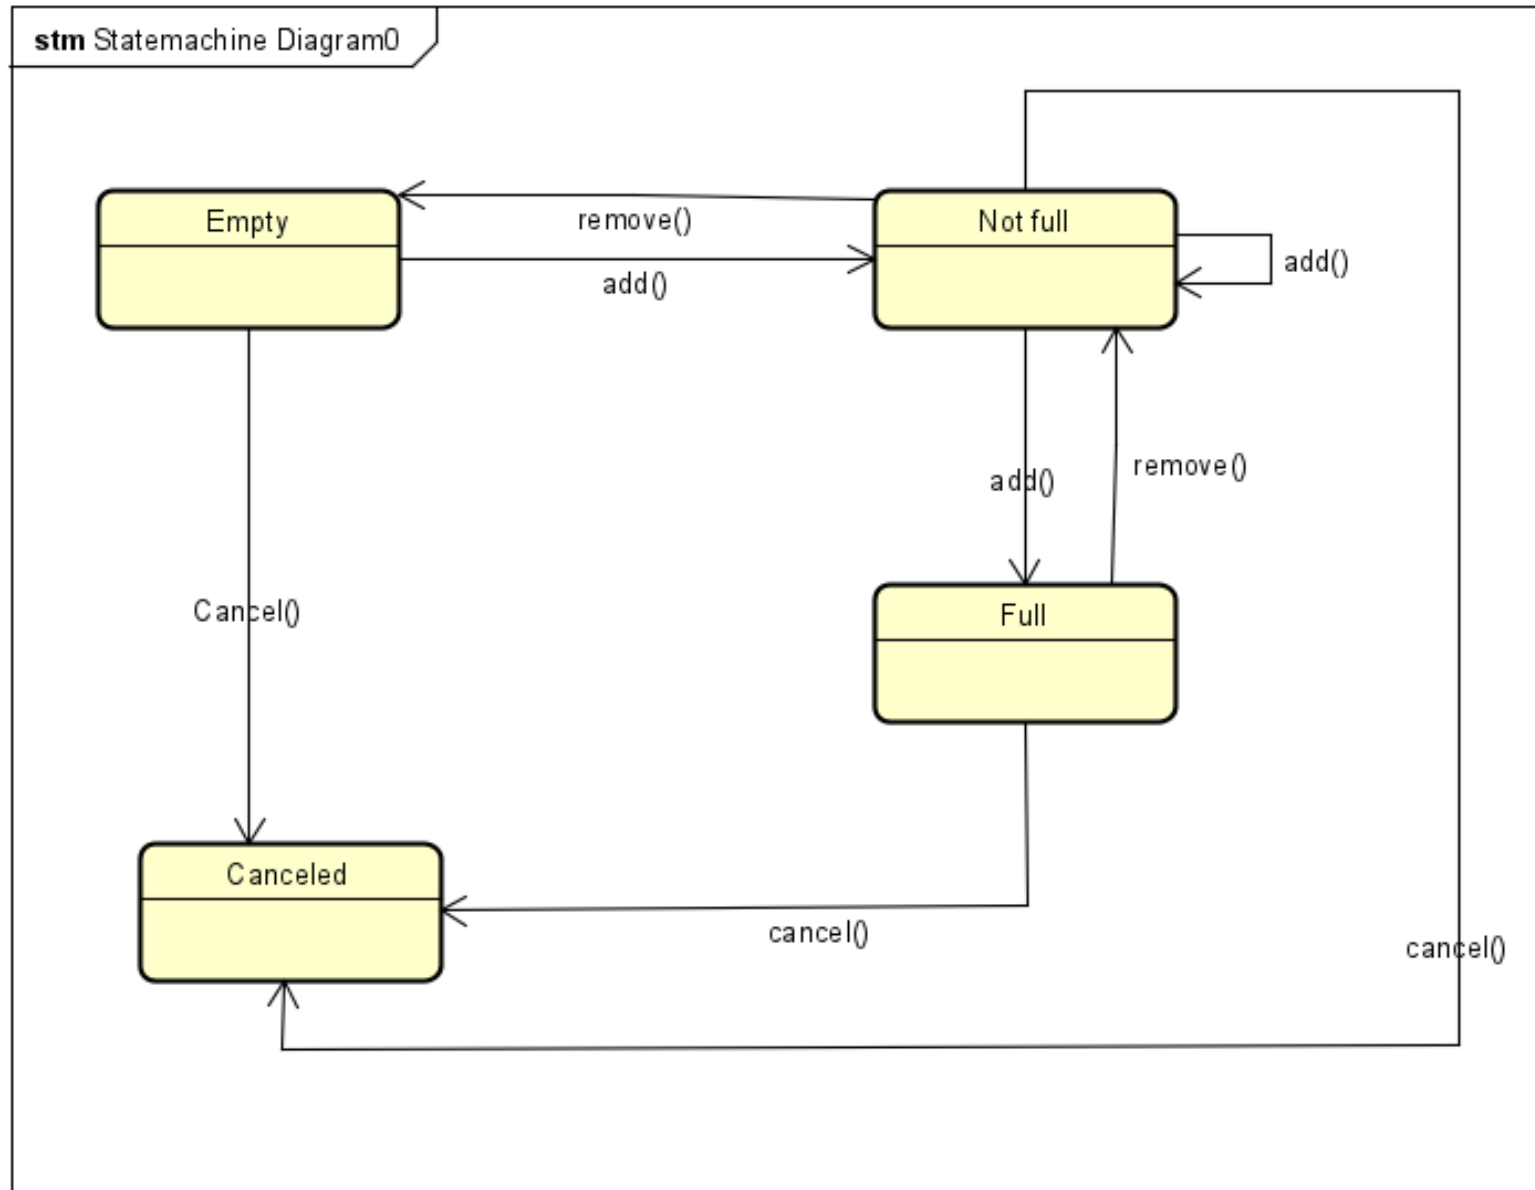 stm Statemachine Diagram0
Empty
Not full
remove()
add()
add()
add()
remove()
Cancel()
Full
Canceled
cancel()
cancel()